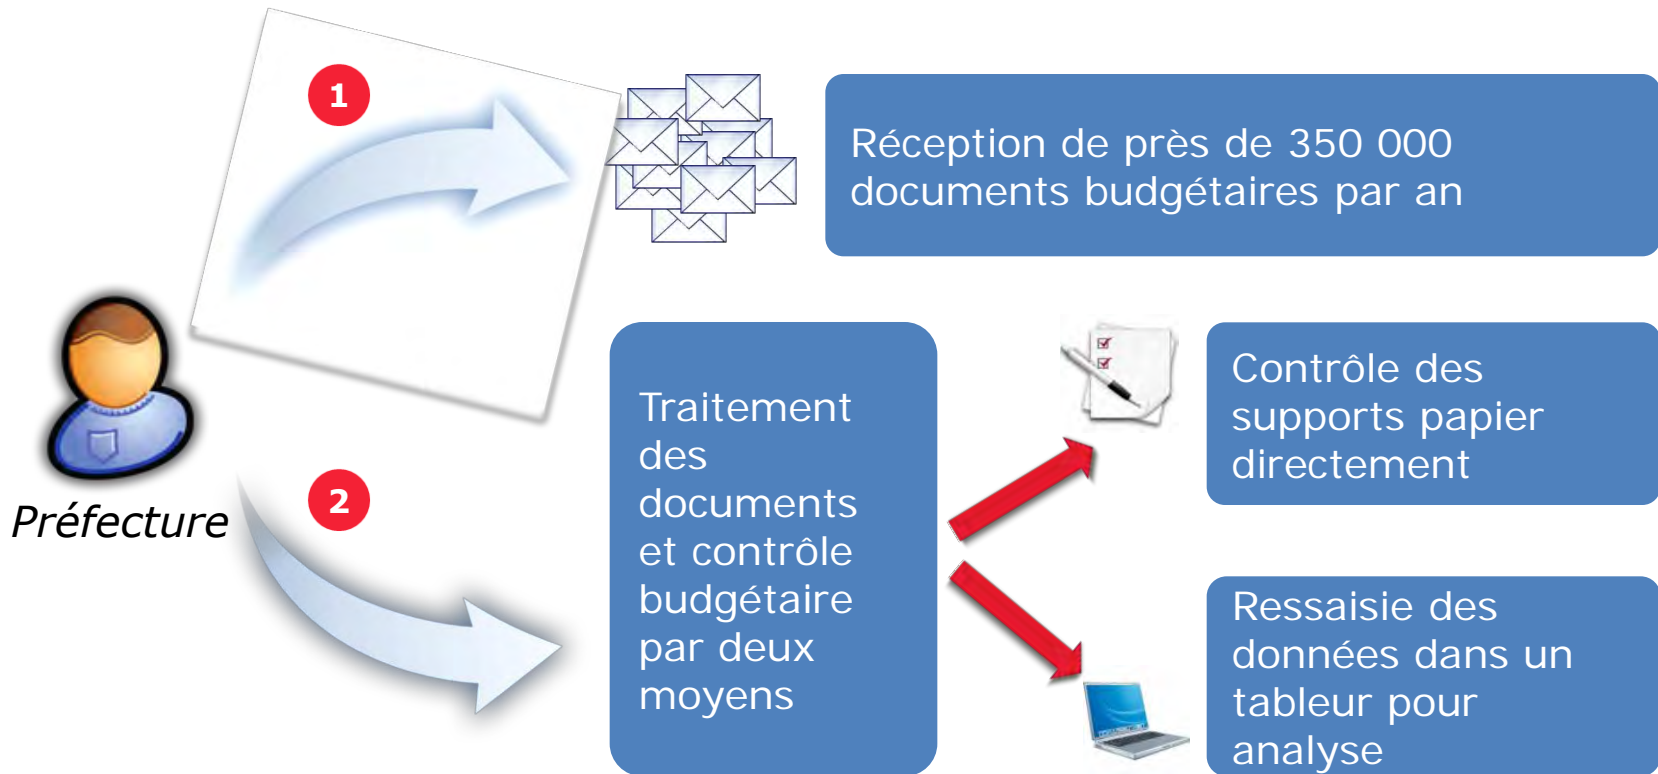 1
Réception de près de 350 000
documents budgétaires par an
Préfecture
2
Traitement
des
documents
et contrôle
budgétaire
par deux
moyens
Contrôle des
supports papier
directement
Ressaisie des
données dans un
tableur pour
analyse